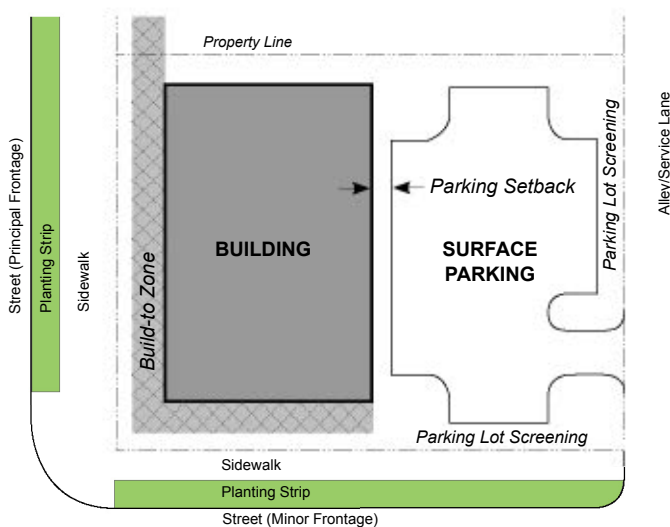 Property Line
Street (Principal Frontage)
Planting Strip
Sidewalk
Build-to Zone
BUILDING
Parking Setback
SURFACE
PARKING
Parking Lot Screening
Alley/Service Lane
Parking Lot Screening
Sidewalk
Planting Strip
Street (Minor Frontage)